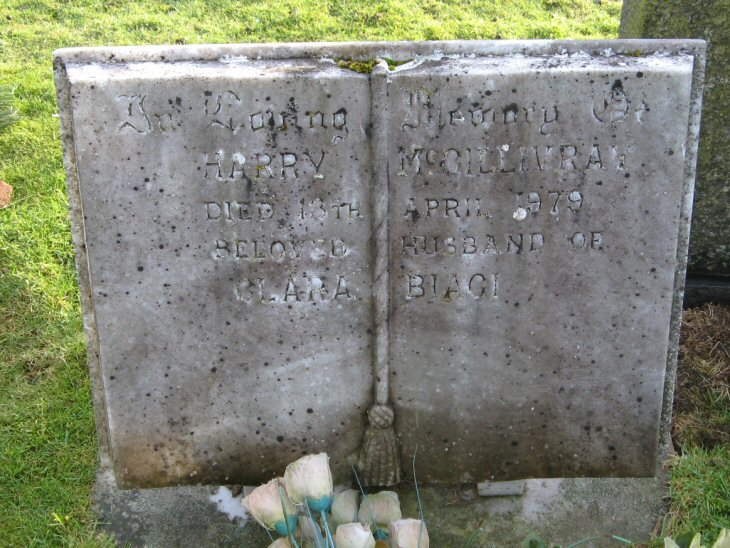 In Loving Memory Of
HARRY McGILLIVRAY
DIED 18TH APRIL 1979
BELOVED HUSBAND OF
CLARA BIAGI